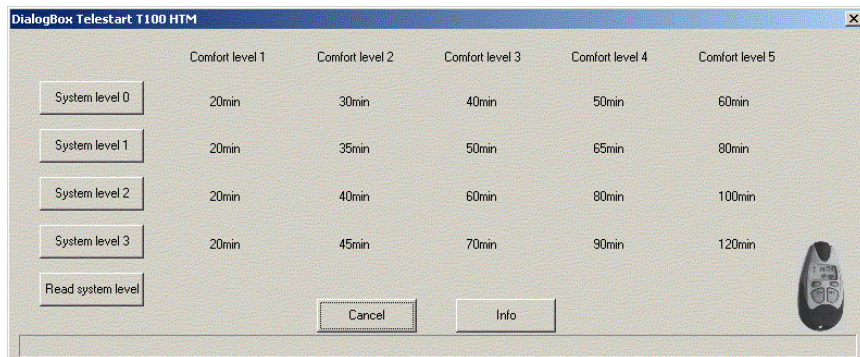 DialogBox Telestart T100 HTM
Comfort level 1 Comfort level 2 Comfort level 3 Comfort level 4 Comfort level 5
System level 0 20min 30min 40min 50min 60min
System level 1 20min 35min 50min 65min 80min
System level 2 20min 40min 60min 80min 100min
System level 3 20min 45min 70min 90min 120min
Read system level
Cancel Info